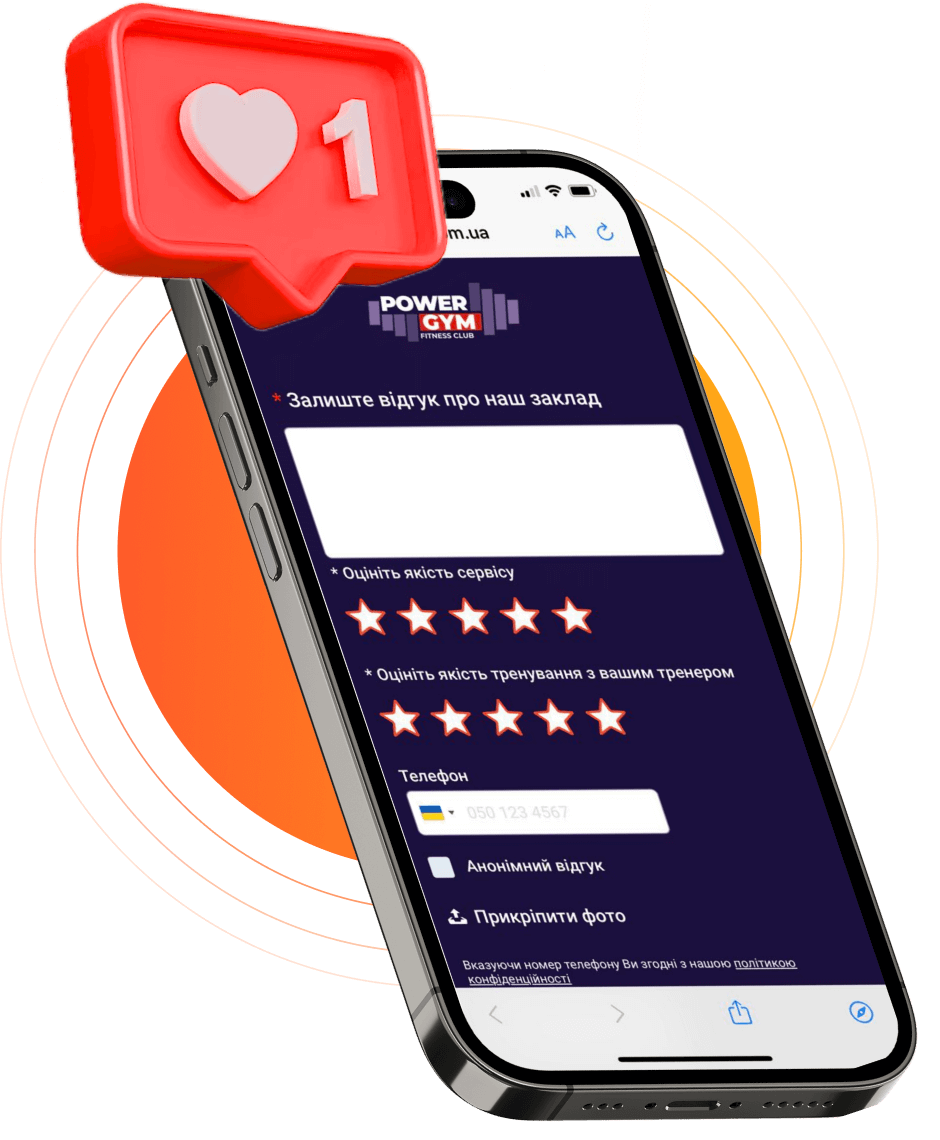 1
m.ua
AA
POWER
GYM
FITNESS CLUB
* Залиште відгук про наш заклад
* Оцініть якість сервісу
* Оцініть якість тренування з вашим тренером
Телефон
050 123 4567
Анонімний відгук
Прикріпити фото
Вказуючи номер телефону Ви згодні з нашою політикою
конфіденційності